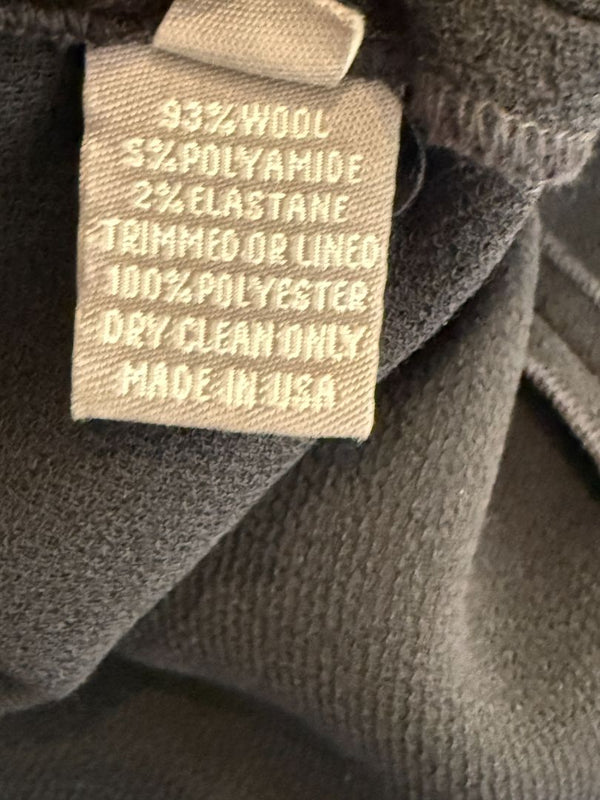 93%WOOL
5%POLYAMIDE
2%ELASTANE
TRIMMED OR LINED
100%POLYESTER
DRY CLEAN ONLY
MADE IN USA